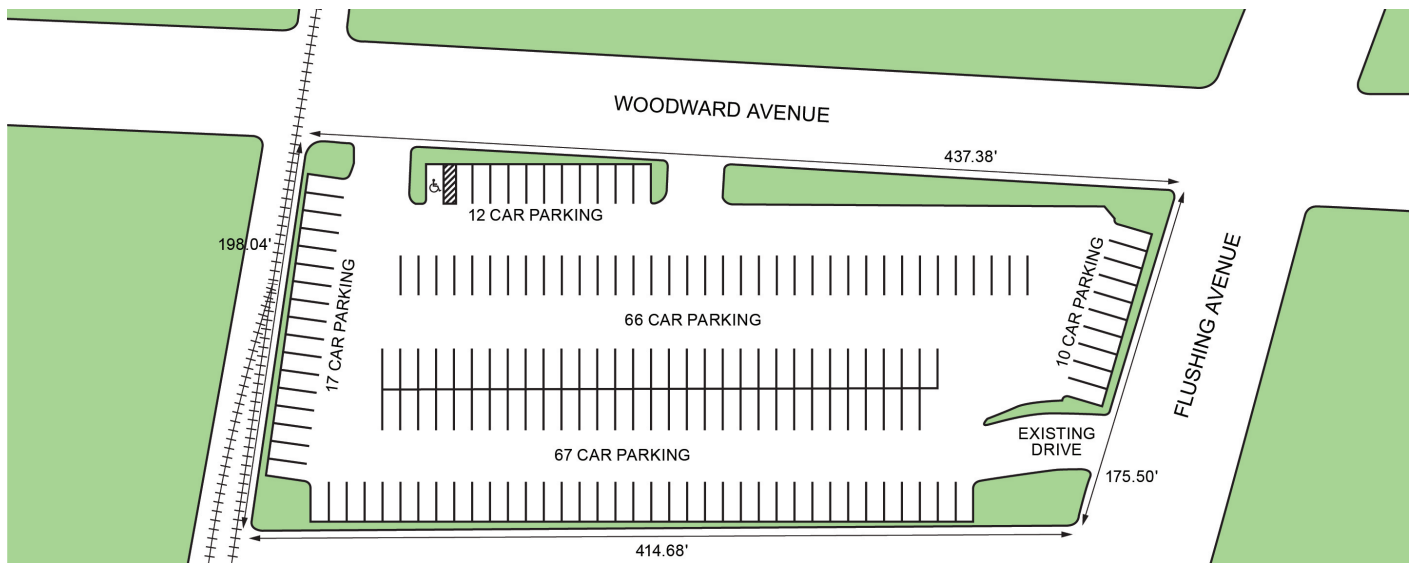 WOODWARD AVENUE
437.38'
12 CAR PARKING
198.04'
17 CAR PARKING
66 CAR PARKING
10 CAR PARKING
FLUSHING AVENUE
67 CAR PARKING
EXISTING
DRIVE
175.50'
414.68'